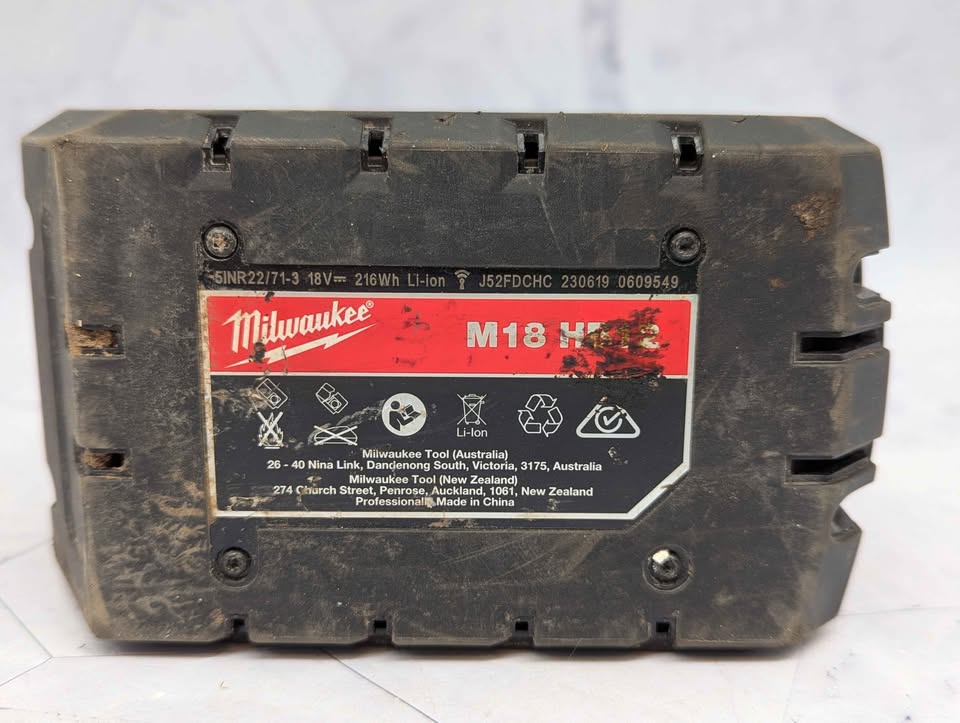 5INR22/71-3 18V⎓ 216Wh Li-ion J52FDCHC 230619 0609549
Milwaukee®
M18
Li-Ion
Milwaukee Tool (Australia)
26 - 40 Nina Link, Dandenong South, Victoria, 3175, Australia
Milwaukee Tool (New Zealand)
274 Church Street, Penrose, Auckland, 1061, New Zealand
Professionally Made in China